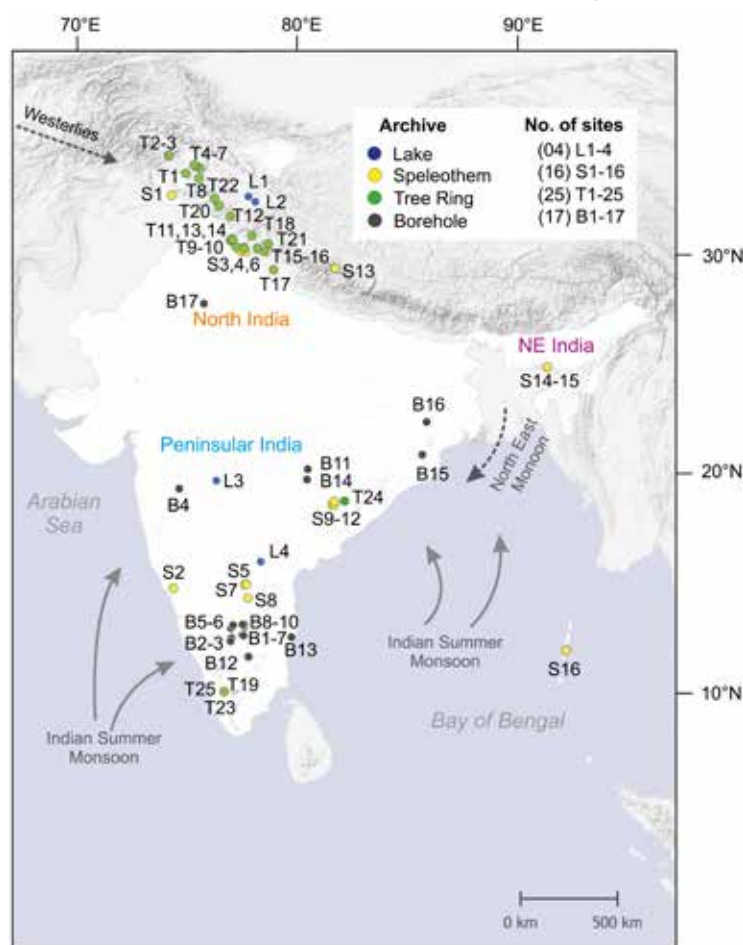 70°E 80°E 90°E
Westerlies
Archive No. of sites
Lake (04) L1-4
Speleothem (16) S1-16
Tree Ring (25) T1-25
Borehole (17) B1-17
T2-3
T4-7
T1
S1
T8
T22
L1
L2
T20
T12
T18
T11,13,14
T9-10
T21
S3,4,6
T15-16
T17
S13
30°N
B17
North India
NE India
S14-15
B16
North East
Monoon
Peninsular India
B11
B14
B15
20°N
Arabian
Sea
B4
L3
T24
S9-12
L4
S2
S5
S7
S8
B5-6
B8-10
B2-3
B1-7
B13
B12
Indian Summer
Monsoon
S16
T25
T19
T23
10°N
Bay of Bengal
Indian Summer
Monsoon
0 km 500 km